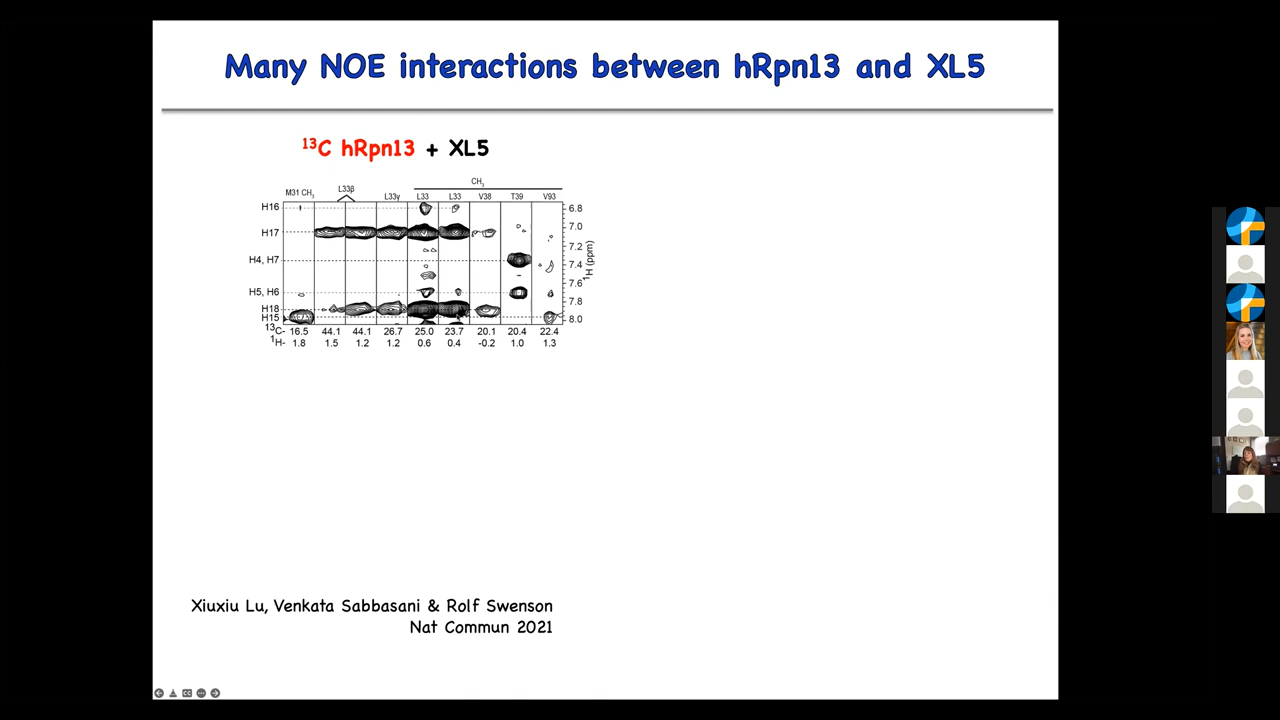 Many NOE interactions between hRpn13 and XL5
¹³C hRpn13 + XL5
CH₃
M31 CH₃ L33β L33γ L33 L33 V38 T39 V93
H16 6.8
H17 7.0
7.2
H4, H7 7.4
7.6
H5, H6 7.8
H18
H15 8.0
¹H (ppm)
¹³C- 16.5 44.1 44.1 26.7 25.0 23.7 20.1 20.4 22.4
¹H- 1.8 1.5 1.2 1.2 0.6 0.4 -0.2 1.0 1.3
Xiuxiu Lu, Venkata Sabbasani & Rolf Swenson
Nat Commun 2021